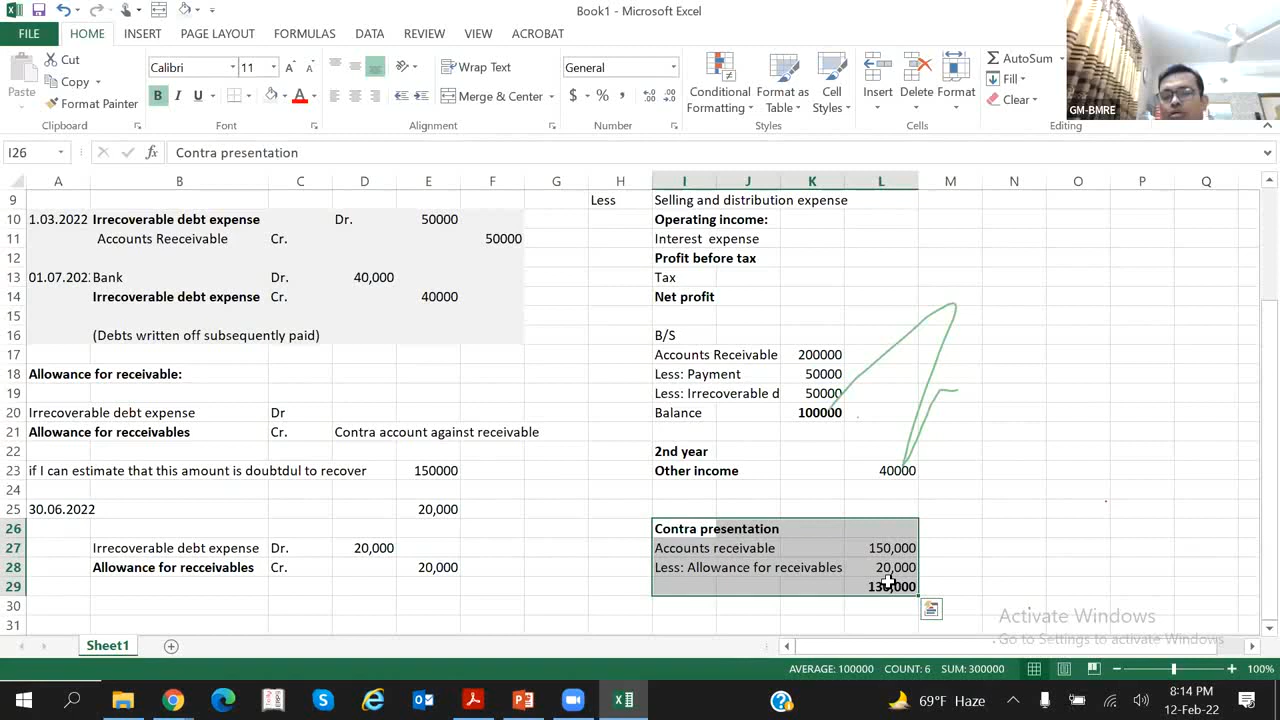 Book1 - Microsoft Excel
FILE HOME INSERT PAGE LAYOUT FORMULAS DATA REVIEW VIEW ACROBAT
Paste Cut Copy Format Painter
Calibri 11 B I U
Wrap Text Merge & Center
General $ %
Conditional Formatting Format as Table Cell Styles
Insert Delete Format
AutoSum Fill Clear
GM-BMRE
Clipboard Font Alignment Number Styles Cells Editing
I26 fx Contra presentation
A B C D E F G H I J K L M N O P Q
9 Less Selling and distribution expense
10 1.03.2022 Irrecoverable debt expense Dr. 50000 Operating income:
11 Accounts Reeceivable Cr. 50000 Interest expense
12 Profit before tax
13 01.07.202 Bank Dr. 40,000 Tax
14 Irrecoverable debt expense Cr. 40000 Net profit
15
16 (Debts written off subsequently paid) B/S
17 Accounts Receivable 200000
18 Allowance for receivable: Less: Payment 50000
19 Less: Irrecoverable d 50000
20 Irrecoverable debt expense Dr Balance 100000
21 Allowance for recceivables Cr. Contra account against receivable
22 2nd year
23 if I can estimate that this amount is doubtdul to recover 150000 Other income 40000
24
25 30.06.2022 20,000
26 Contra presentation
27 Irrecoverable debt expense Dr. 20,000 Accounts receivable 150,000
28 Allowance for recceivables Cr. 20,000 Less: Allowance for receivables 20,000
29 130,000
30
31
Activate Windows
Go to Settings to activate Windows
Sheet1
AVERAGE: 100000 COUNT: 6 SUM: 300000 100%
69°F Haze
8:14 PM
12-Feb-22